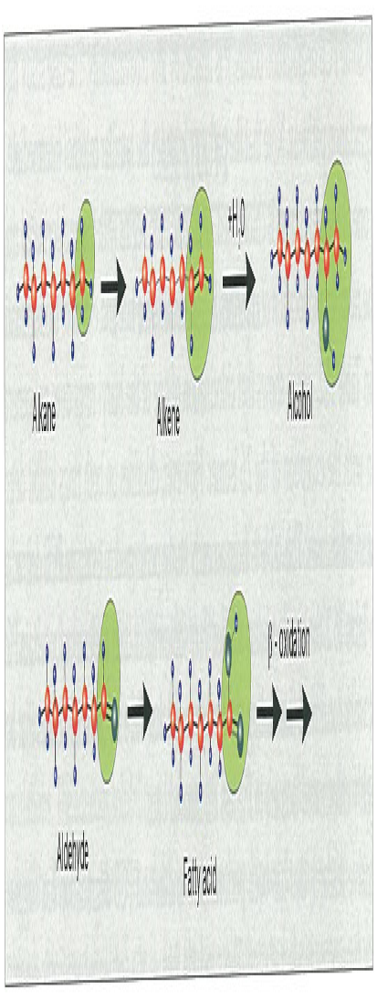 +H₂O
Alkane
Alkene
Alcohol
β - oxidation
Aldehyde
Fatty acid